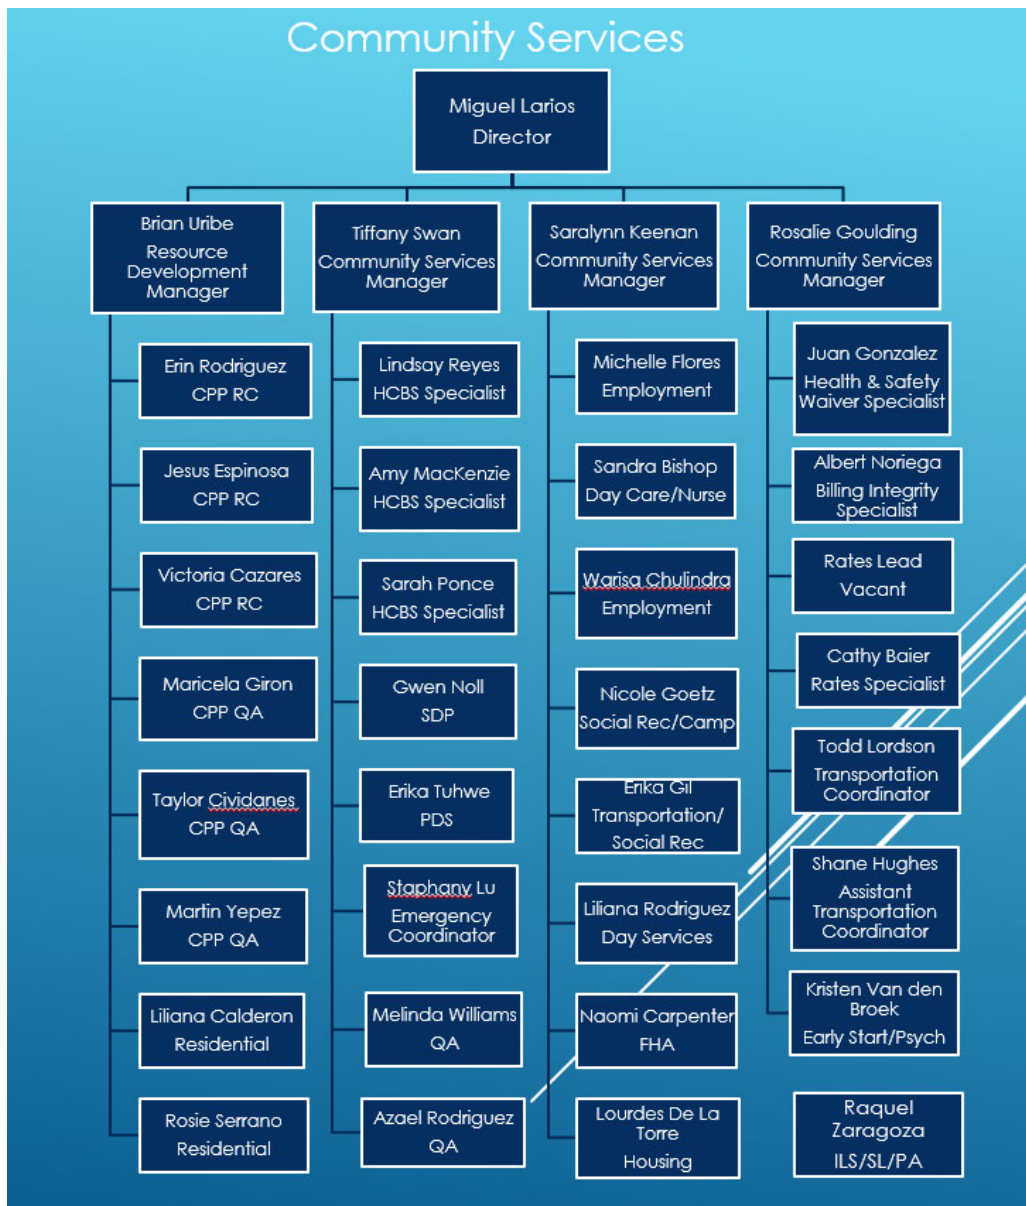 Community Services
Miguel Larios
Director
Brian Uribe
Resource
Development
Manager
Erin Rodriguez
CPP RC
Jesus Espinosa
CPP RC
Victoria Cazares
CPP RC
Maricela Giron
CPP QA
Taylor Cividanes
CPP QA
Martin Yepez
CPP QA
Liliana Calderon
Residential
Rosie Serrano
Residential
Tiffany Swan
Community Services
Manager
Lindsay Reyes
HCBS Specialist
Amy MacKenzie
HCBS Specialist
Sarah Ponce
HCBS Specialist
Gwen Noll
SDP
Erika Tuhwe
PDS
Staphany Lu
Emergency
Coordinator
Melinda Williams
QA
Azael Rodriguez
QA
Saralynn Keenan
Community Services
Manager
Michelle Flores
Employment
Sandra Bishop
Day Care/Nurse
Warisa Chulindra
Employment
Nicole Goetz
Social Rec/Camp
Erika Gil
Transportation/
Social Rec
Liliana Rodriguez
Day Services
Naomi Carpenter
FHA
Lourdes De La
Torre
Housing
Rosalie Goulding
Community Services
Manager
Juan Gonzalez
Health & Safety
Waiver Specialist
Albert Noriega
Billing Integrity
Specialist
Rates Lead
Vacant
Cathy Baier
Rates Specialist
Todd Lordson
Transportation
Coordinator
Shane Hughes
Assistant
Transportation
Coordinator
Kristen Van den
Broek
Early Start/Psych
Raquel
Zaragoza
ILS/SL/PA